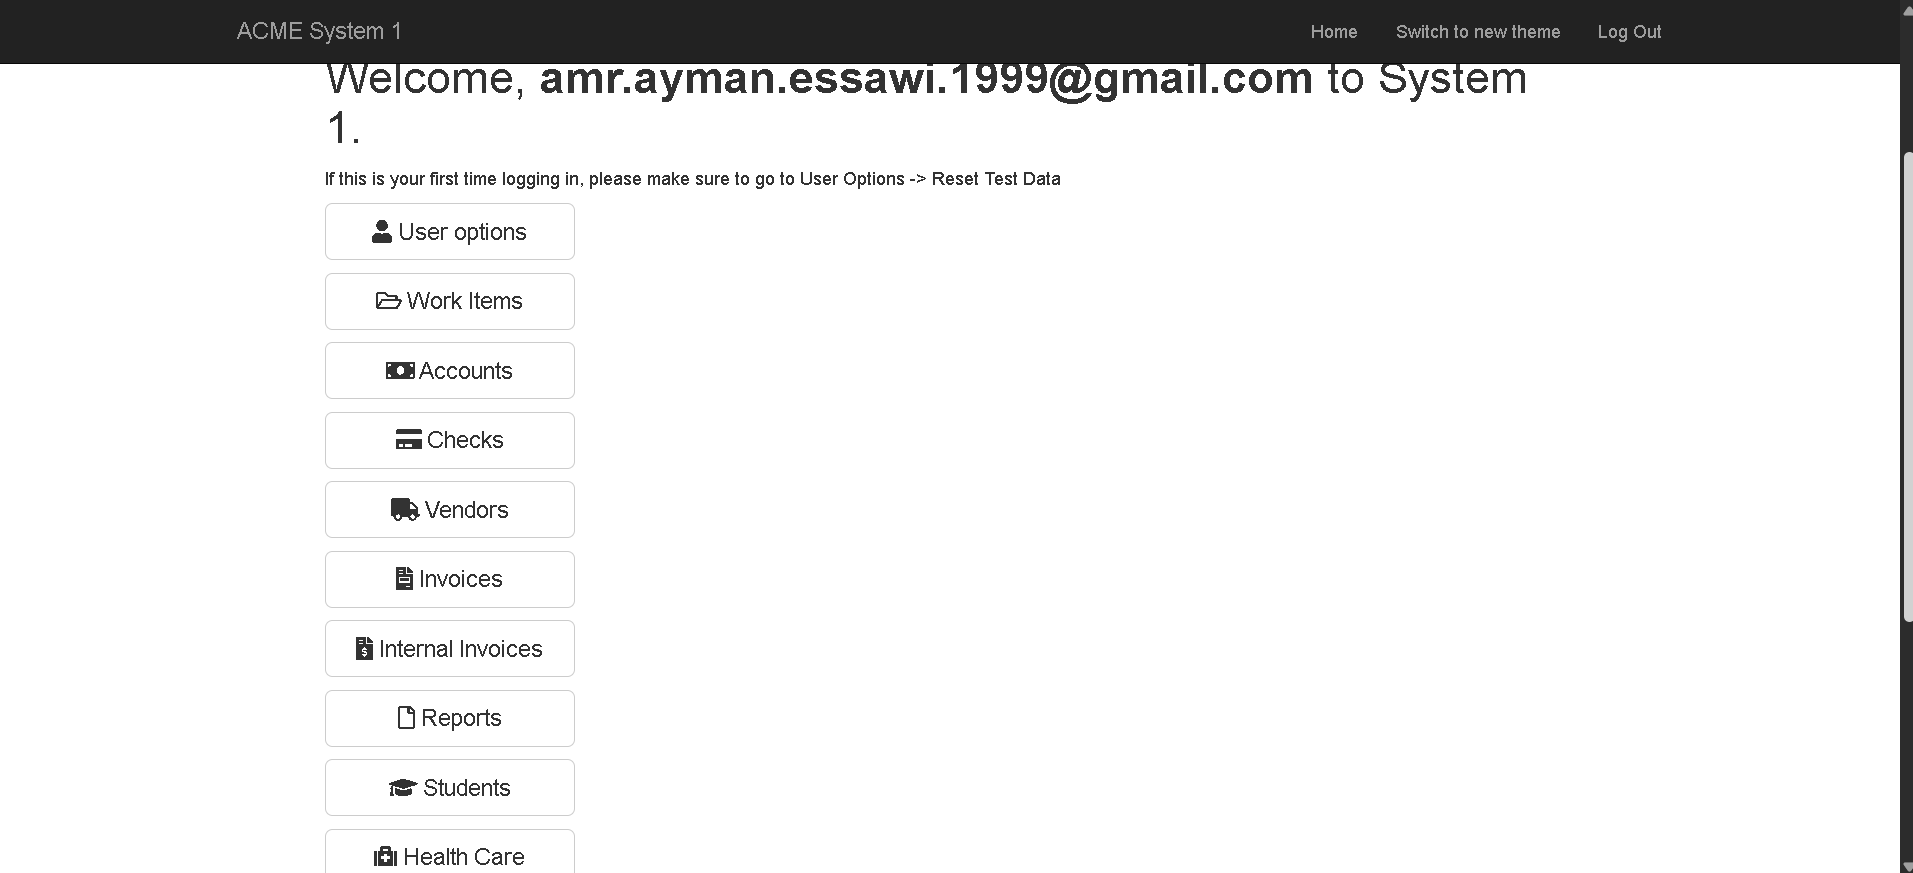 ACME System 1
Home
Switch to new theme
Log Out
Welcome, amr.ayman.essawi.1999@gmail.com to System
1.
If this is your first time logging in, please make sure to go to User Options -> Reset Test Data
User options
Work Items
Accounts
Checks
Vendors
Invoices
Internal Invoices
Reports
Students
Health Care